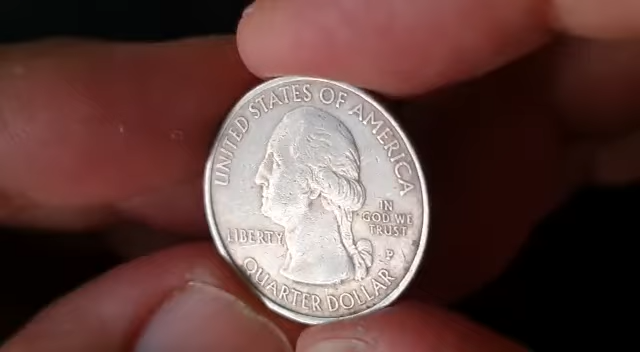 UNITED STATES OF AMERICA
LIBERTY
IN
GOD WE
TRUST
P
QUARTER DOLLAR